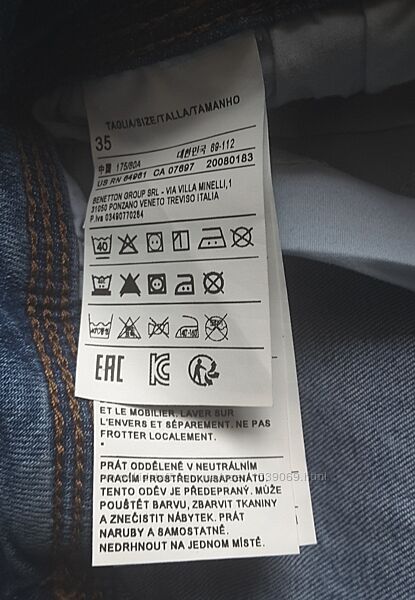 TAGLIA/SIZE/TALLA/TAMANHO
35
中国 175/80A 대한민국 89-112
US RN 64961 CA 07697 20080183
BENETTON GROUP SRL - VIA VILLA MINELLI,1
31050 PONZANO VENETO TREVISO ITALIA
P.Iva 03490770264
40
EAC
ET LE MOBILIER. LAVER SUR
L'ENVERS ET SÉPAREMENT. NE PAS
FROTTER LOCALEMENT.
PRÁT ODDĚLENĚ V NEUTRÁLNÍM
PRACÍM PROSTŘEDKU/SAPONÁTU.
TENTO ODĚV JE PŘEDEPRANÝ. MŮŽE
POUŠTĚT BARVU, ZBARVIT TKANINY
A ZNEČISTIT NÁBYTEK. PRÁT
NARUBY A SAMOSTATNĚ.
NEDRHNOUT NA JEDNOM MÍSTĚ.